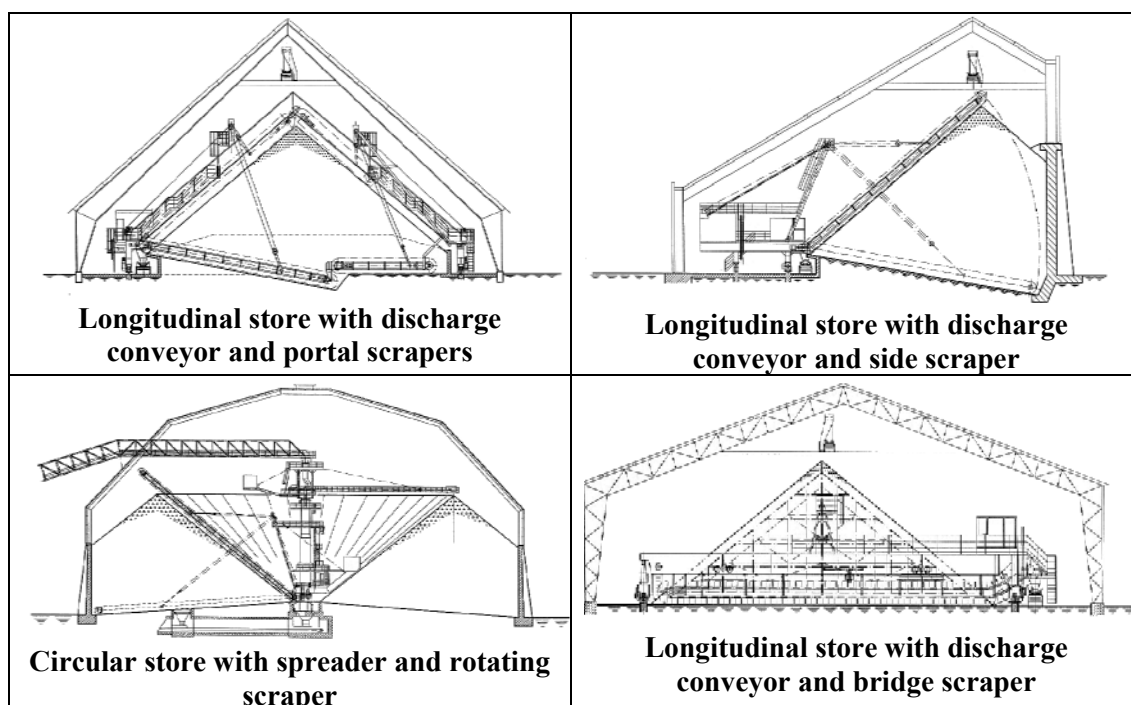 Longitudinal store with discharge
conveyor and portal scrapers
Longitudinal store with discharge
conveyor and side scraper
Circular store with spreader and rotating
scraper
Longitudinal store with discharge
conveyor and bridge scraper